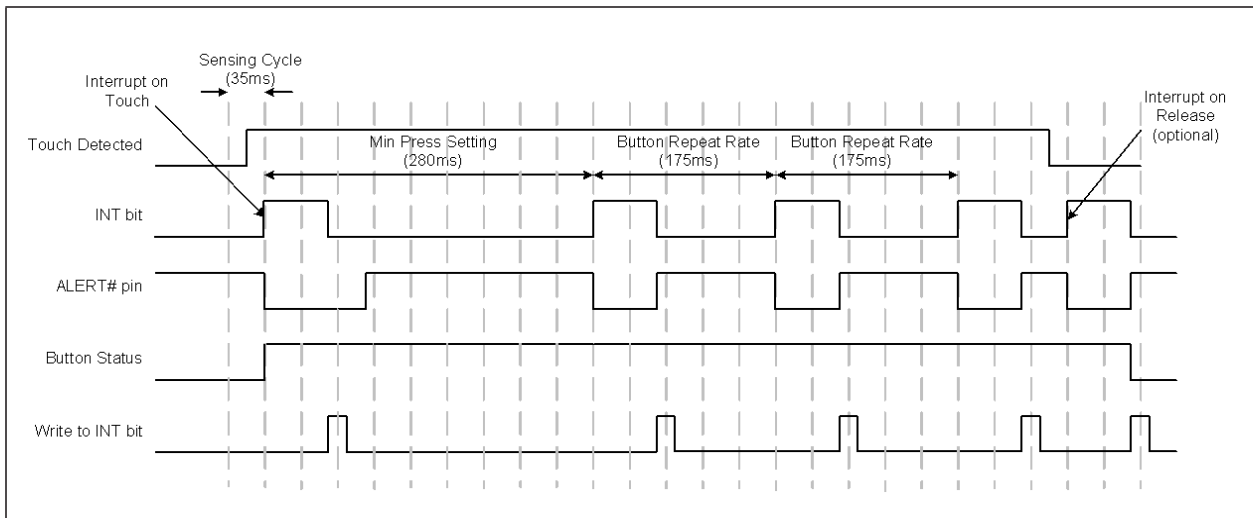 Sensing Cycle
(35ms)
Interrupt on
Touch
Interrupt on
Release
(optional)
Touch Detected
Min Press Setting
(280ms)
Button Repeat Rate
(175ms)
Button Repeat Rate
(175ms)
INT bit
ALERT# pin
Button Status
Write to INT bit